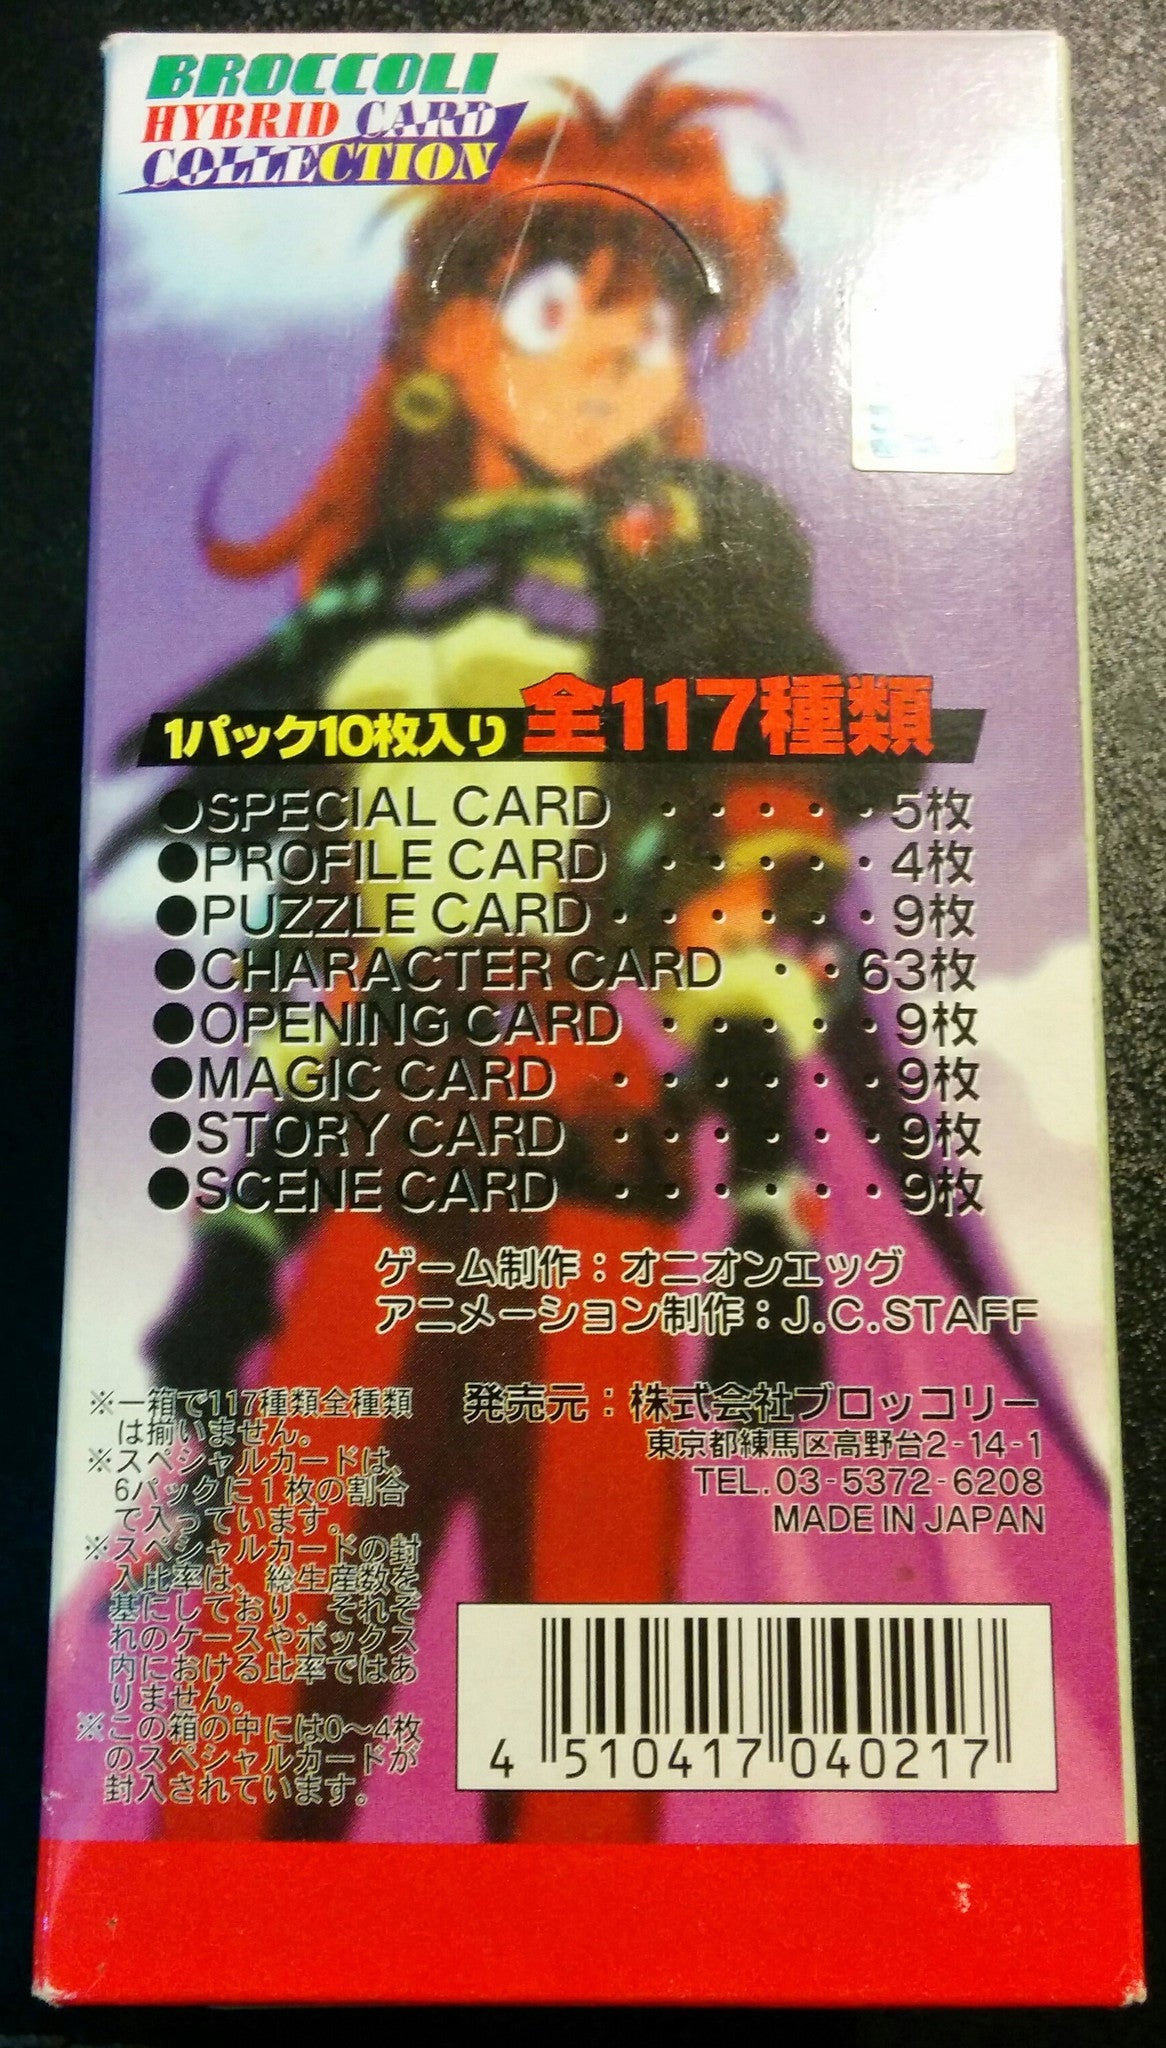 BROCCOLI
HYBRID CARD
COLLECTION
1パック10枚入り 全117種類
●SPECIAL CARD ・・・・・5枚
●PROFILE CARD ・・・・・4枚
●PUZZLE CARD・・・・・・9枚
●CHARACTER CARD ・・63枚
●OPENING CARD ・・・・・9枚
●MAGIC CARD ・・・・・・9枚
●STORY CARD ・・・・・・9枚
●SCENE CARD ・・・・・・9枚
ゲーム制作：オニオンエッグ
アニメーション制作：J.C.STAFF
発売元：株式会社ブロッコリー
東京都練馬区高野台2-14-1
TEL.03-5372-6208
MADE IN JAPAN
※一箱で117種類全種類
は揃いません。
※スペシャルカードは、
6パックに1枚の割合
で入っています。
※スペシャルカードの封
入比率は、総生産数を
基にしており、それぞ
れのケースやボックス
内における比率ではあ
りません。
※この箱の中には0～4枚
のスペシャルカードが
封入されています。
4 510417 040217